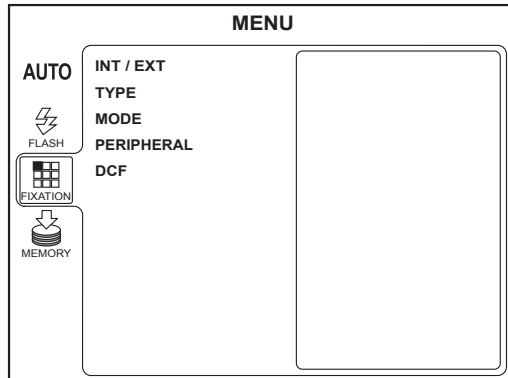 MENU
AUTO
FLASH
FIXATION
MEMORY
INT / EXT
TYPE
MODE
PERIPHERAL
DCF